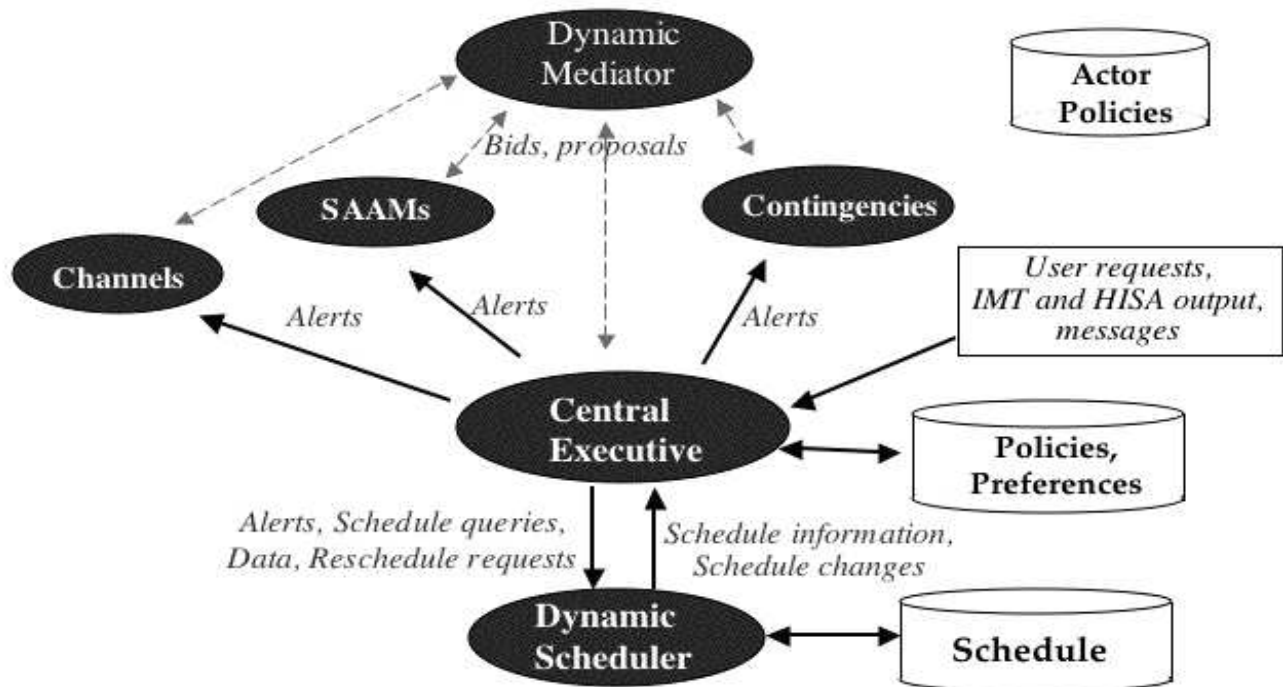 Dynamic
Mediator
Actor
Policies
Bids, proposals
SAAMs
Contingencies
Channels
User requests,
IMT and HISA output,
messages
Alerts
Alerts
Alerts
Central
Executive
Policies,
Preferences
Alerts, Schedule queries,
Data, Reschedule requests
Schedule information,
Schedule changes
Dynamic
Scheduler
Schedule